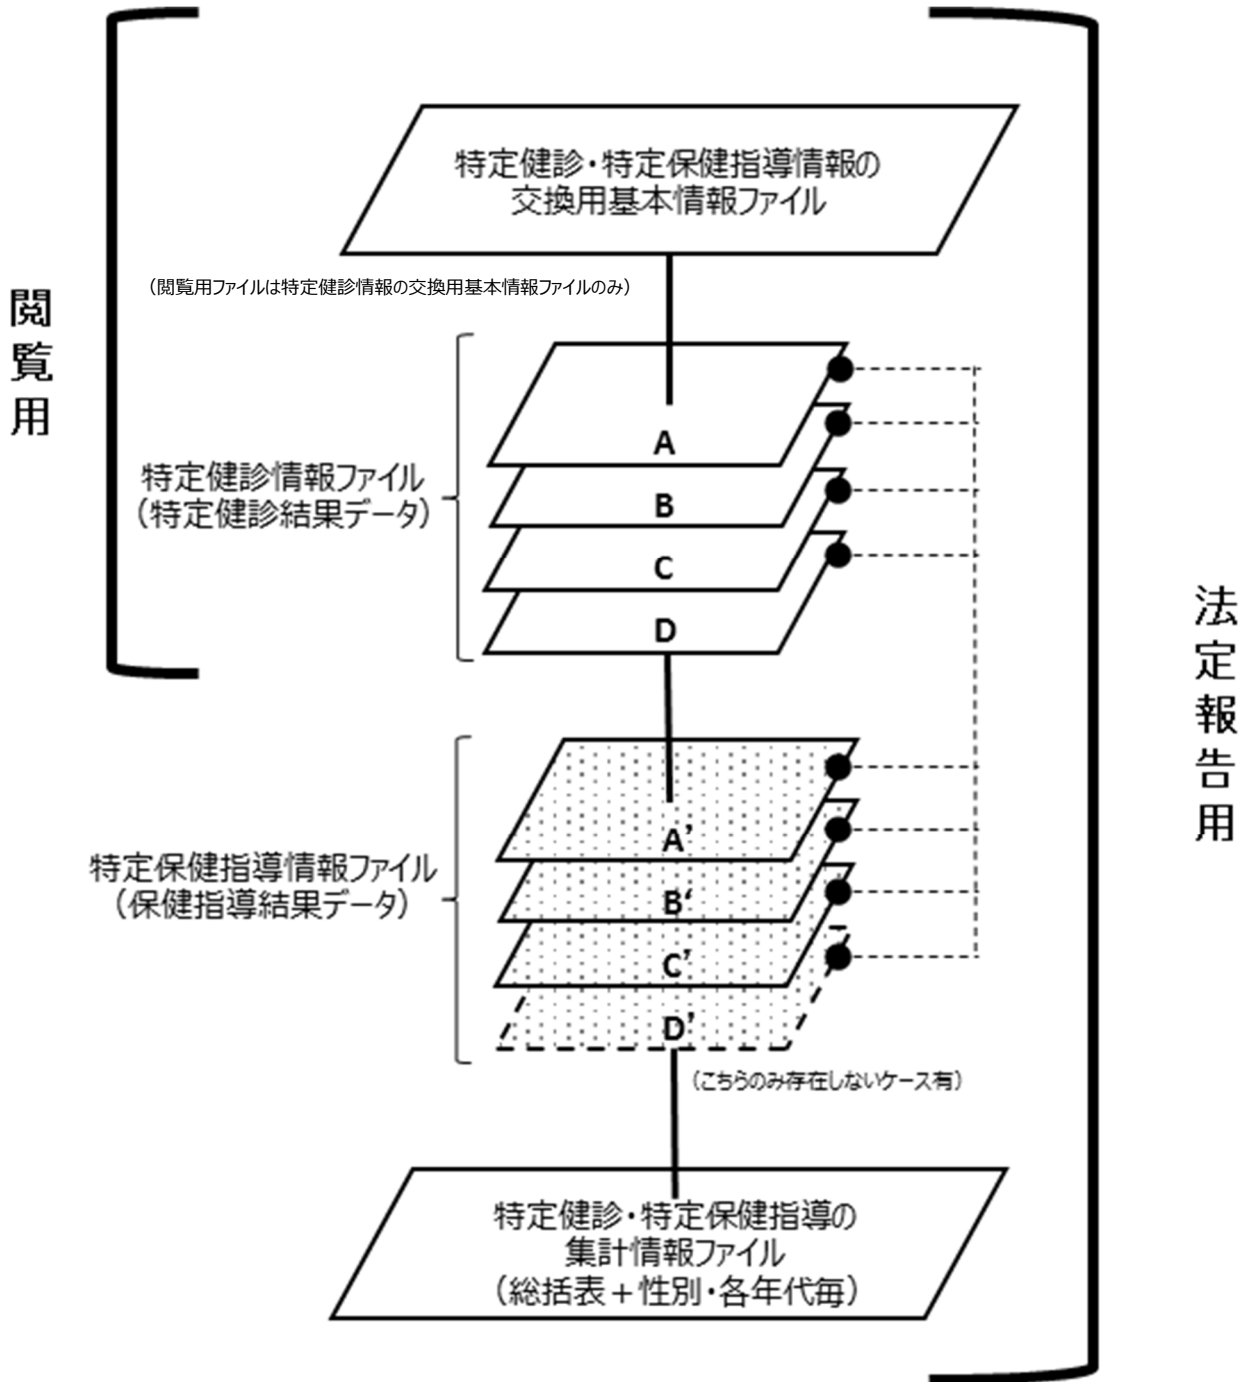 特定健診・特定保健指導情報の
交換用基本情報ファイル
（閲覧用ファイルは特定健診情報の交換用基本情報ファイルのみ）
閲覧用
A
B
C
D
特定健診情報ファイル
（特定健診結果データ）
法定報告用
A’
B‘
C’
D’
特定保健指導情報ファイル
（保健指導結果データ）
（こちらのみ存在しないケース有）
特定健診・特定保健指導の
集計情報ファイル
（総括表＋性別・各年代毎）